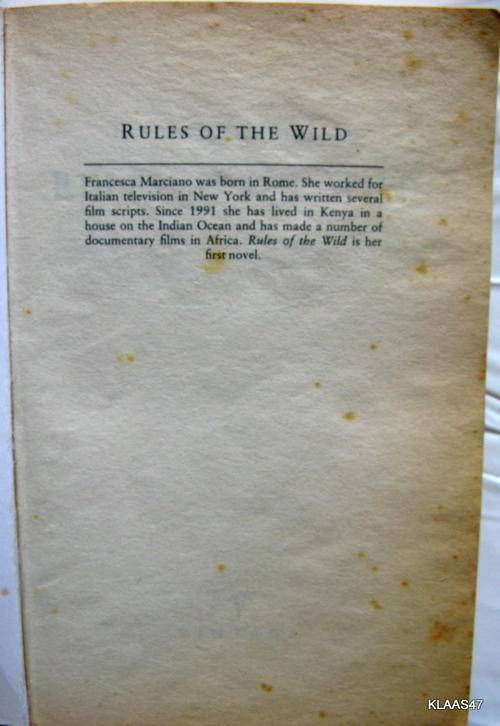 RULES OF THE WILD
Francesca Marciano was born in Rome. She worked for
Italian television in New York and has written several
film scripts. Since 1991 she has lived in Kenya in a
house on the Indian Ocean and has made a number of
documentary films in Africa. Rules of the Wild is her
first novel.
KLAAS47